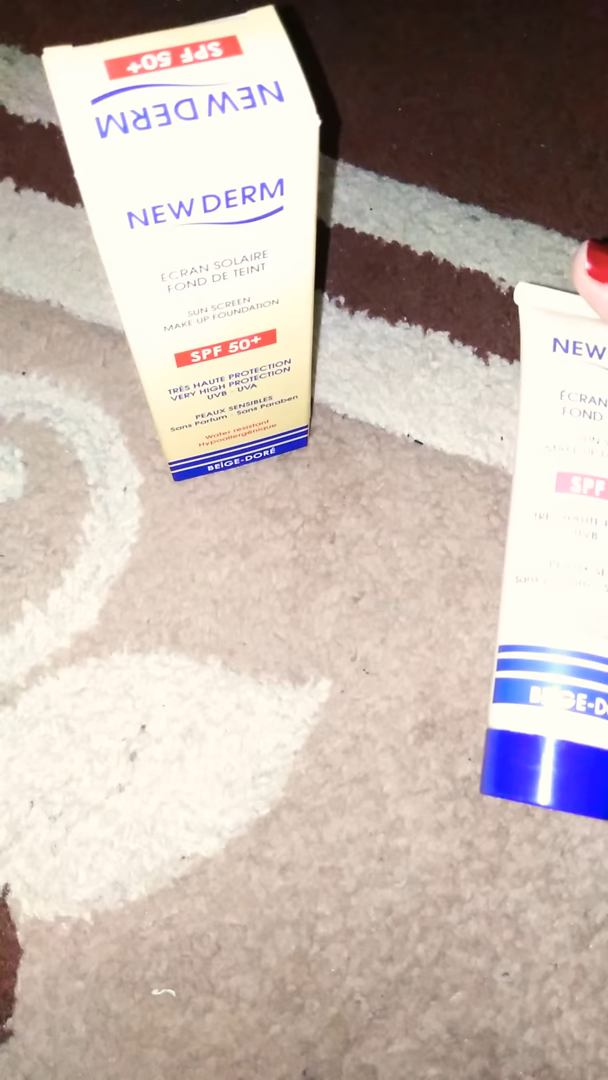 SPF 50+
NEW DERM
NEW DERM
ÉCRAN SOLAIRE
FOND DE TEINT
SUN SCREEN
MAKE UP FOUNDATION
SPF 50+
TRÈS HAUTE PROTECTION
VERY HIGH PROTECTION
UVB - UVA
PEAUX SENSIBLES
Sans Parfum - Sans Paraben
Water resistant
Hypoallergénique
BEIGE-DORÉ
NEW
ÉCRAN
FOND
SPF
UVB
BEIGE-DO